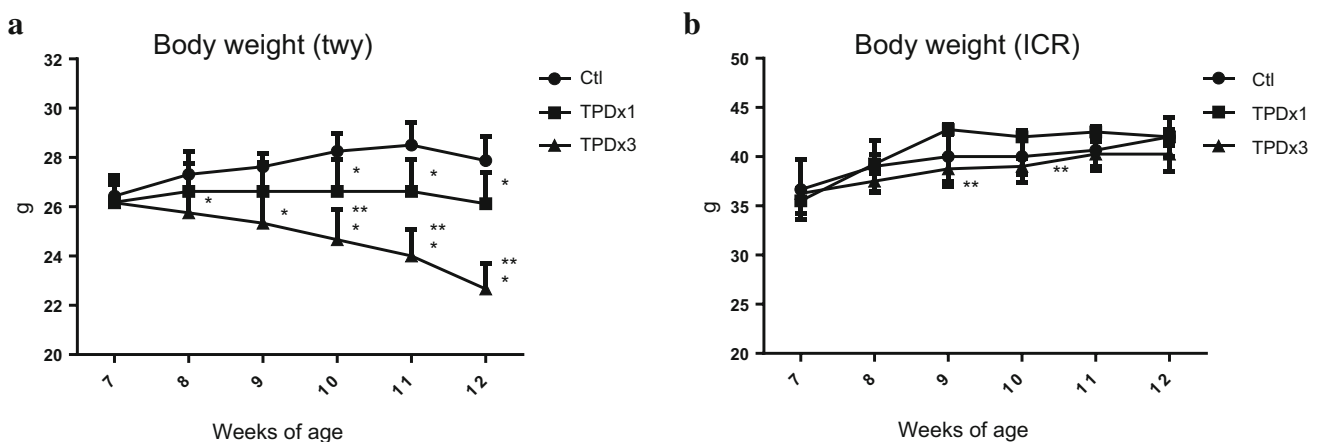 a
Body weight (twy)
32
30
28
26
24
22
20
g
7
8
9
10
11
12
Weeks of age
Ctl
TPDx1
TPDx3
*
*
*
*
*
**
*
**
*
**
*
b
Body weight (ICR)
50
45
40
35
30
25
20
g
7
8
9
10
11
12
Weeks of age
Ctl
TPDx1
TPDx3
**
**